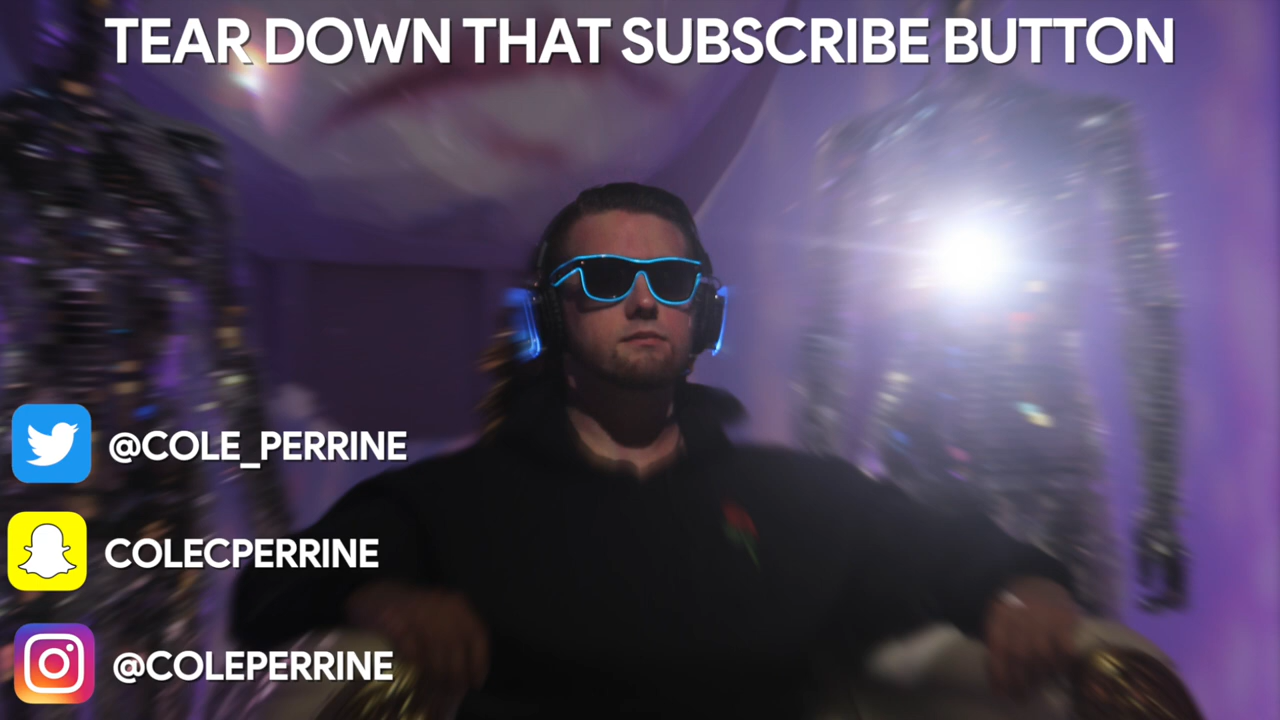 TEAR DOWN THAT SUBSCRIBE BUTTON
@COLE_PERRINE
COLECPERRINE
@COLEPERRINE